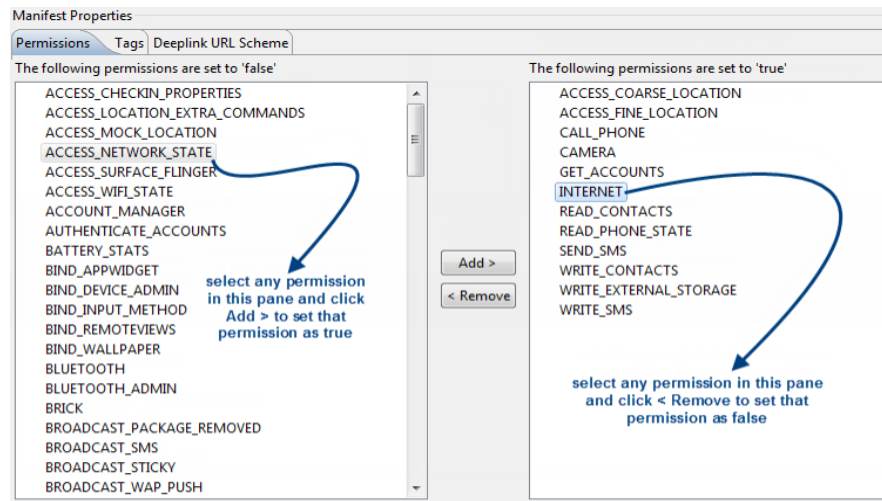 Manifest Properties
Permissions Tags Deeplink URL Scheme
The following permissions are set to 'false'
ACCESS_CHECKIN_PROPERTIES
ACCESS_LOCATION_EXTRA_COMMANDS
ACCESS_MOCK_LOCATION
ACCESS_NETWORK_STATE
ACCESS_SURFACE_FLINGER
ACCESS_WIFI_STATE
ACCOUNT_MANAGER
AUTHENTICATE_ACCOUNTS
BATTERY_STATS
BIND_APPWIDGET
BIND_DEVICE_ADMIN
BIND_INPUT_METHOD
BIND_REMOTEVIEWS
BIND_WALLPAPER
BLUETOOTH
BLUETOOTH_ADMIN
BRICK
BROADCAST_PACKAGE_REMOVED
BROADCAST_SMS
BROADCAST_STICKY
BROADCAST_WAP_PUSH
select any permission
in this pane and click
Add > to set that
permission as true
Add >
< Remove
The following permissions are set to 'true'
ACCESS_COARSE_LOCATION
ACCESS_FINE_LOCATION
CALL_PHONE
CAMERA
GET_ACCOUNTS
INTERNET
READ_CONTACTS
READ_PHONE_STATE
SEND_SMS
WRITE_CONTACTS
WRITE_EXTERNAL_STORAGE
WRITE_SMS
select any permission in this pane
and click < Remove to set that
permission as false